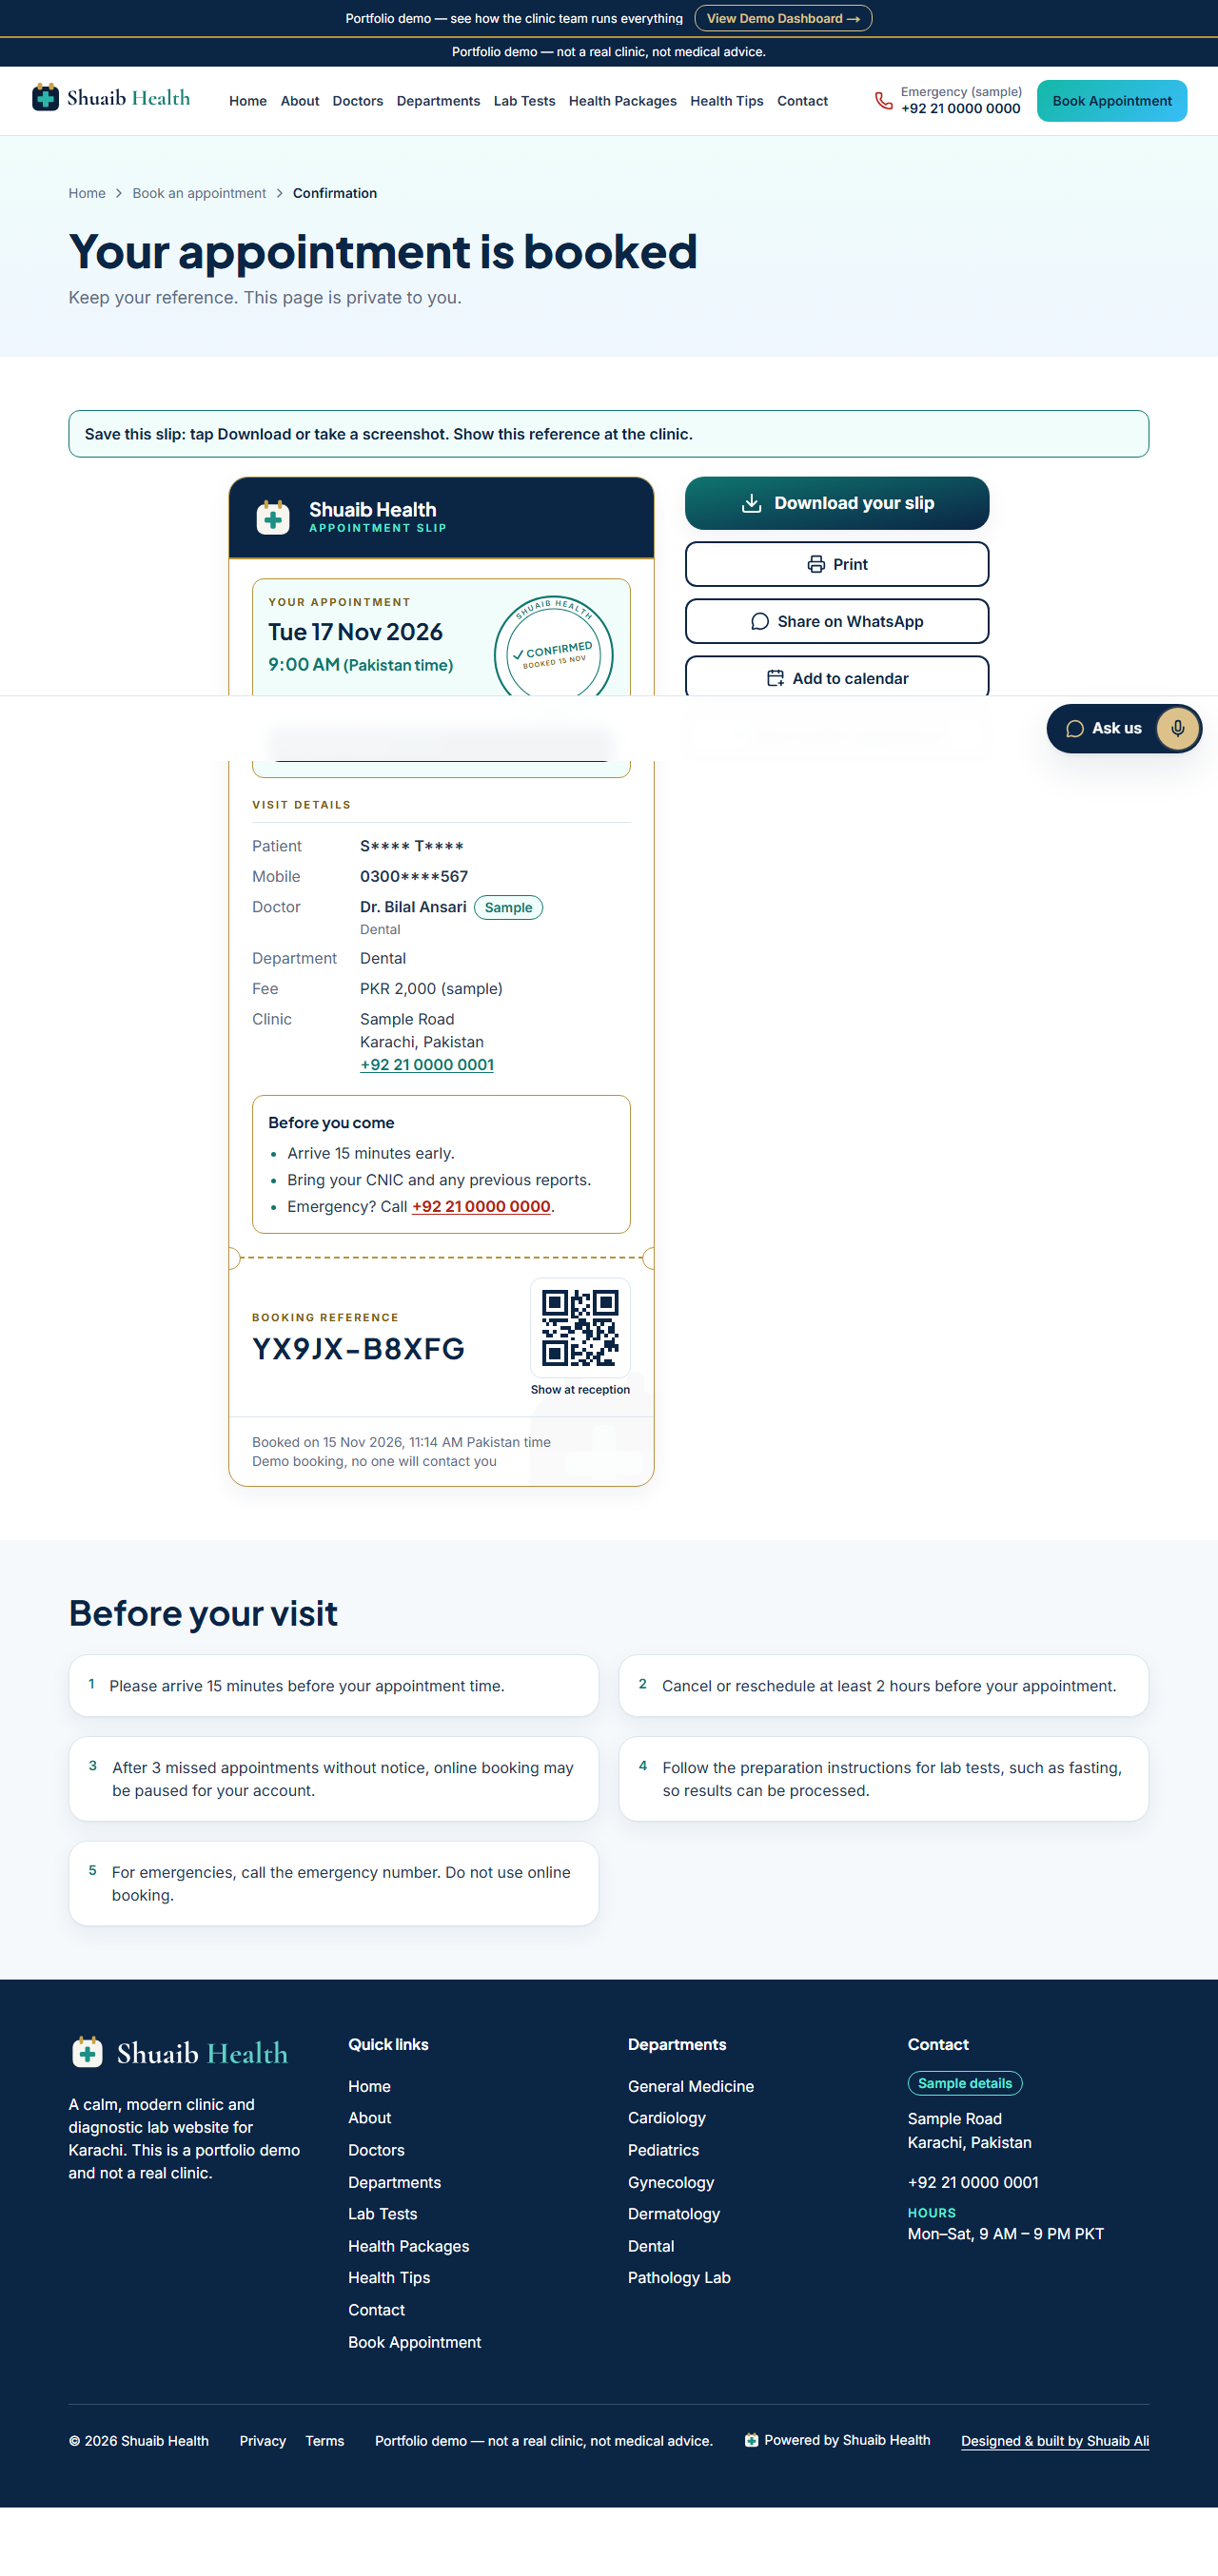 Portfolio demo — see how the clinic team runs everything
View Demo Dashboard →
Portfolio demo — not a real clinic, not medical advice.
Shuaib Health
Home
About
Doctors
Departments
Lab Tests
Health Packages
Health Tips
Contact
Emergency (sample)
+92 21 0000 0000
Book Appointment
Home > Book an appointment > Confirmation
Your appointment is booked
Keep your reference. This page is private to you.
Save this slip: tap Download or take a screenshot. Show this reference at the clinic.
Shuaib Health
APPOINTMENT SLIP
YOUR APPOINTMENT
Tue 17 Nov 2026
9:00 AM (Pakistan time)
SHUAIB HEALTH
CONFIRMED
BOOKED 15 NOV
Download your slip
Print
Share on WhatsApp
Add to calendar
Ask us
VISIT DETAILS
Patient S**** T****
Mobile 0300****567
Doctor Dr. Bilal Ansari Sample
Dental
Department Dental
Fee PKR 2,000 (sample)
Clinic Sample Road
Karachi, Pakistan
+92 21 0000 0001
Before you come
• Arrive 15 minutes early.
• Bring your CNIC and any previous reports.
• Emergency? Call +92 21 0000 0000.
BOOKING REFERENCE
YX9JX-B8XFG
Show at reception
Booked on 15 Nov 2026, 11:14 AM Pakistan time
Demo booking, no one will contact you
Before your visit
1 Please arrive 15 minutes before your appointment time.
2 Cancel or reschedule at least 2 hours before your appointment.
3 After 3 missed appointments without notice, online booking may
be paused for your account.
4 Follow the preparation instructions for lab tests, such as fasting,
so results can be processed.
5 For emergencies, call the emergency number. Do not use online
booking.
Shuaib Health
A calm, modern clinic and
diagnostic lab website for
Karachi. This is a portfolio demo
and not a real clinic.
Quick links
Home
About
Doctors
Departments
Lab Tests
Health Packages
Health Tips
Contact
Book Appointment
Departments
General Medicine
Cardiology
Pediatrics
Gynecology
Dermatology
Dental
Pathology Lab
Contact
Sample details
Sample Road
Karachi, Pakistan
+92 21 0000 0001
HOURS
Mon–Sat, 9 AM – 9 PM PKT
© 2026 Shuaib Health
Privacy
Terms
Portfolio demo — not a real clinic, not medical advice.
Powered by Shuaib Health
Designed & built by Shuaib Ali